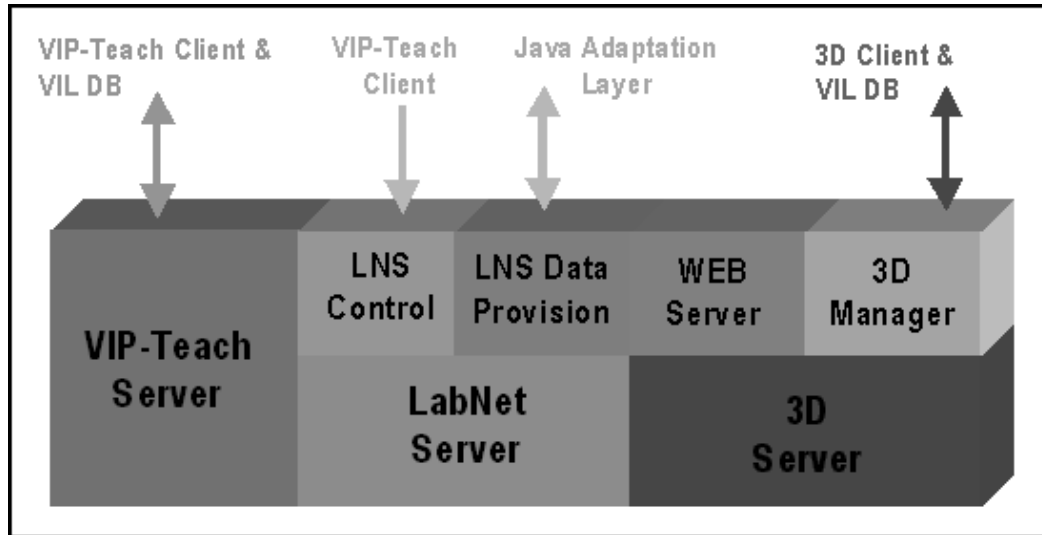 VIP-Teach Client &
VIL DB
VIP-Teach
Client
Java Adaptation
Layer
3D Client &
VIL DB
VIP-Teach
Server
LNS
Control
LNS Data
Provision
WEB
Server
3D
Manager
LabNet
Server
3D
Server